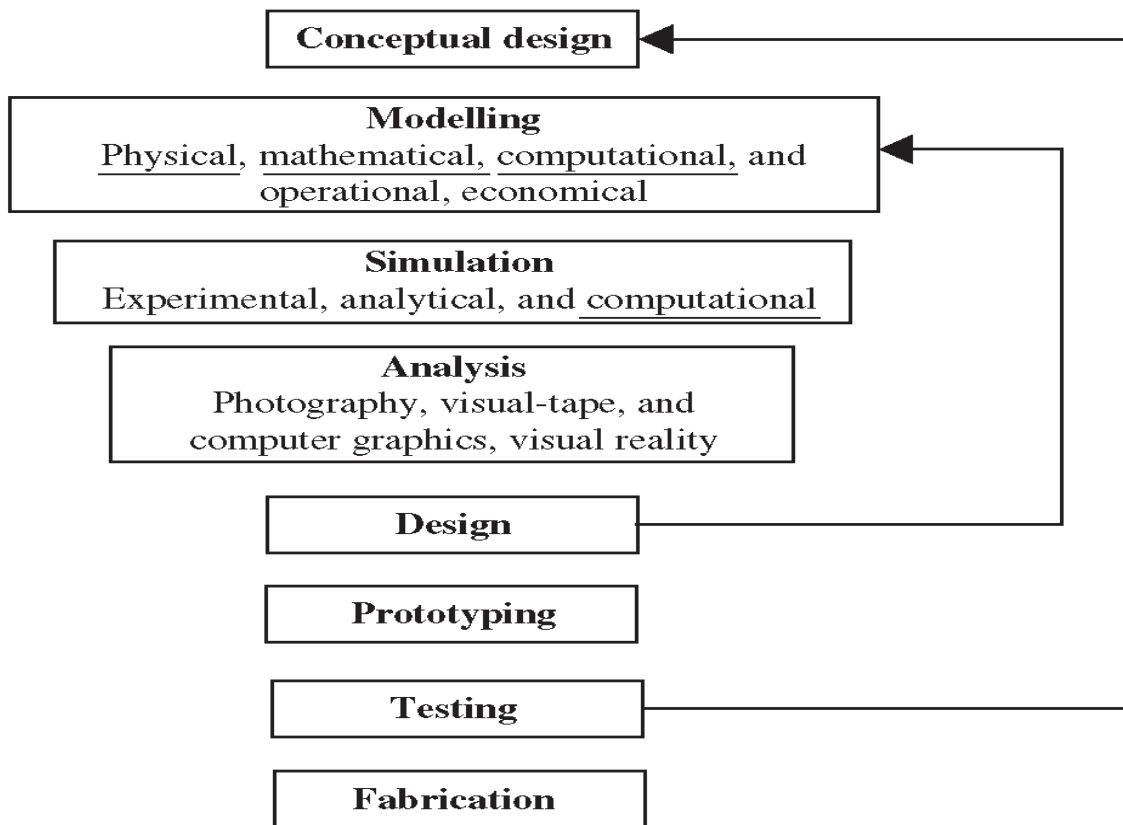 Conceptual design
Modelling
Physical, mathematical, computational, and
operational, economical
Simulation
Experimental, analytical, and computational
Analysis
Photography, visual-tape, and
computer graphics, visual reality
Design
Prototyping
Testing
Fabrication